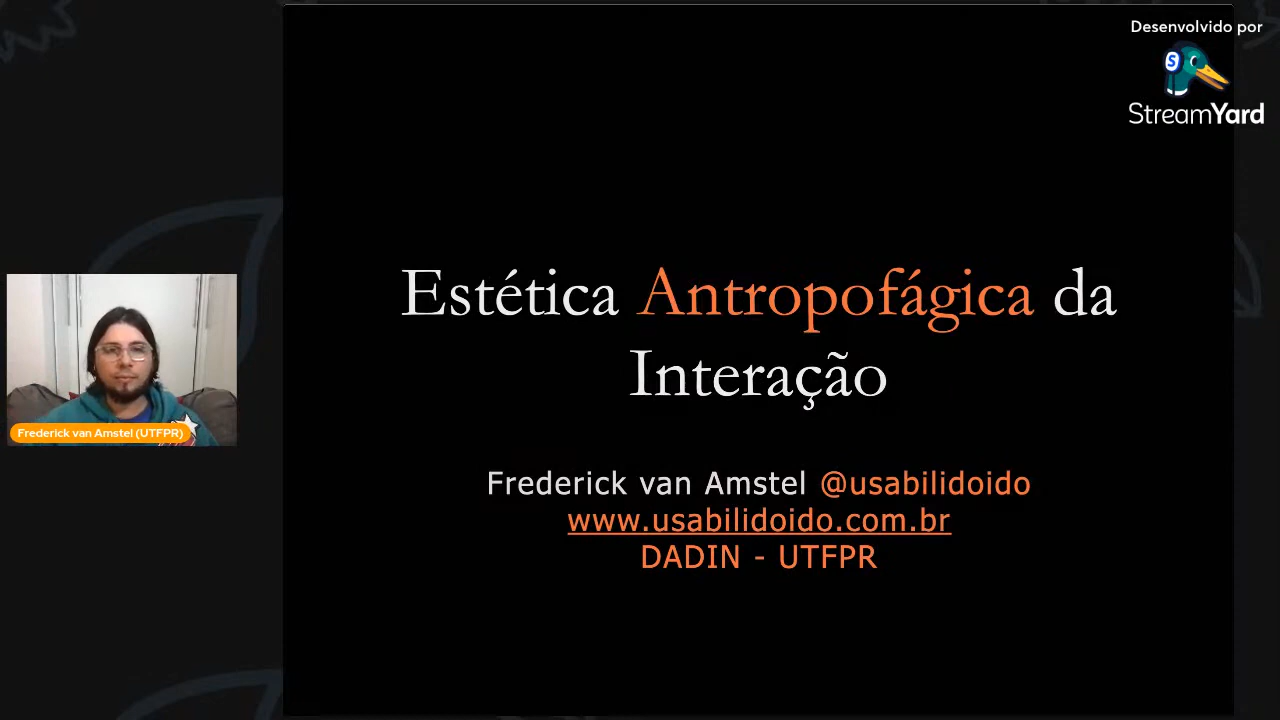 Desenvolvido por
S
StreamYard
Estética Antropofágica da
Interação
Frederick van Amstel (UTFPR)
Frederick van Amstel @usabilidoido
www.usabilidoido.com.br
DADIN - UTFPR